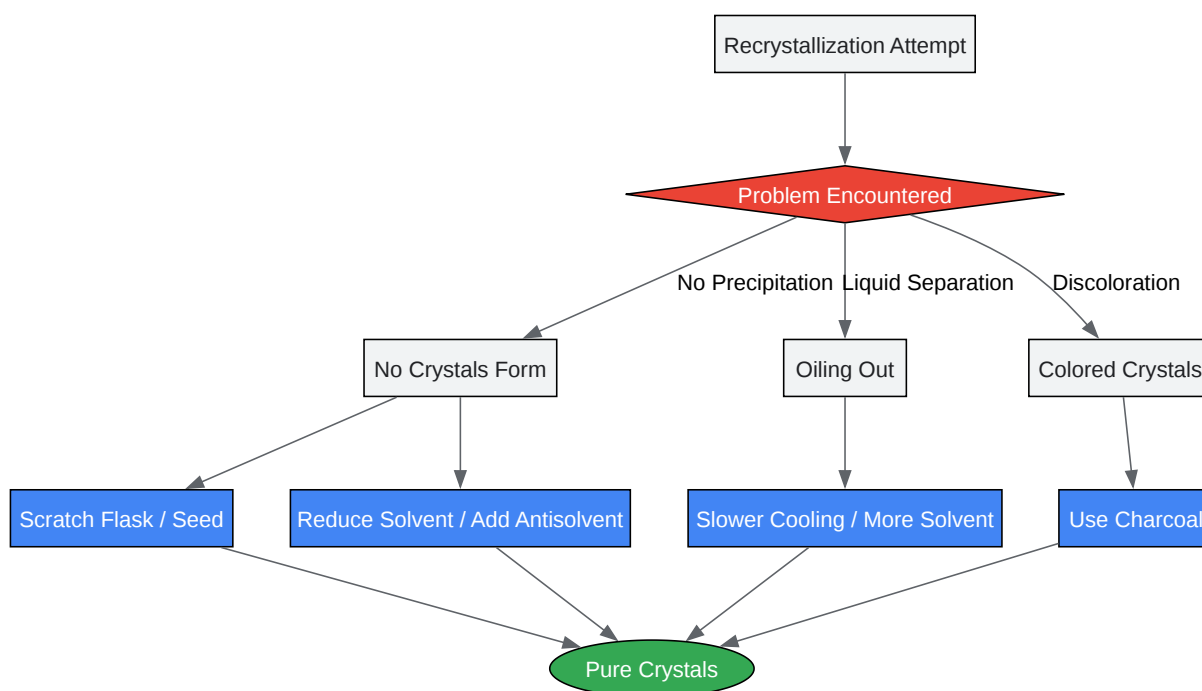 Recrystallization Attempt
Problem Encountered
No Precipitation
Liquid Separation
Discoloration
No Crystals Form
Oiling Out
Colored Crystals
Scratch Flask / Seed
Reduce Solvent / Add Antisolvent
Slower Cooling / More Solvent
Use Charcoal
Pure Crystals